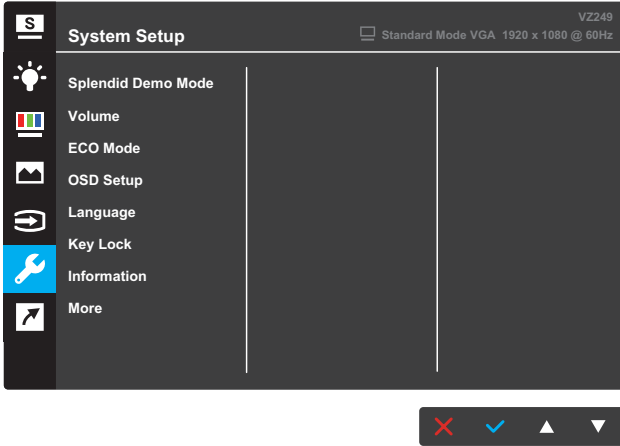 S
VZ249
System Setup
Standard Mode VGA 1920 x 1080 @ 60Hz
Splendid Demo Mode
Volume
ECO Mode
OSD Setup
Language
Key Lock
Information
More